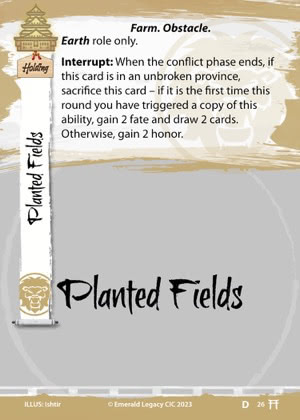 Farm. Obstacle.
Earth role only.
Holding
Interrupt: When the conflict phase ends, if
this card is in an unbroken province,
sacrifice this card – if it is the first time this
round you have triggered a copy of this
ability, gain 2 fate and draw 2 cards.
Otherwise, gain 2 honor.
Planted Fields
Planted Fields
ILLUS: Ishtir
© Emerald Legacy CIC 2023
D 26